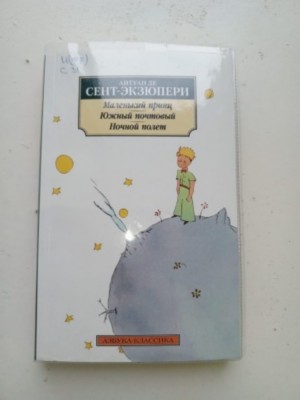 АНТУАН ДЕ
СЕНТ-ЭКЗЮПЕРИ
Маленький принц
Южный почтовый
Ночной полет
АЗБУКА-КЛАССИКА